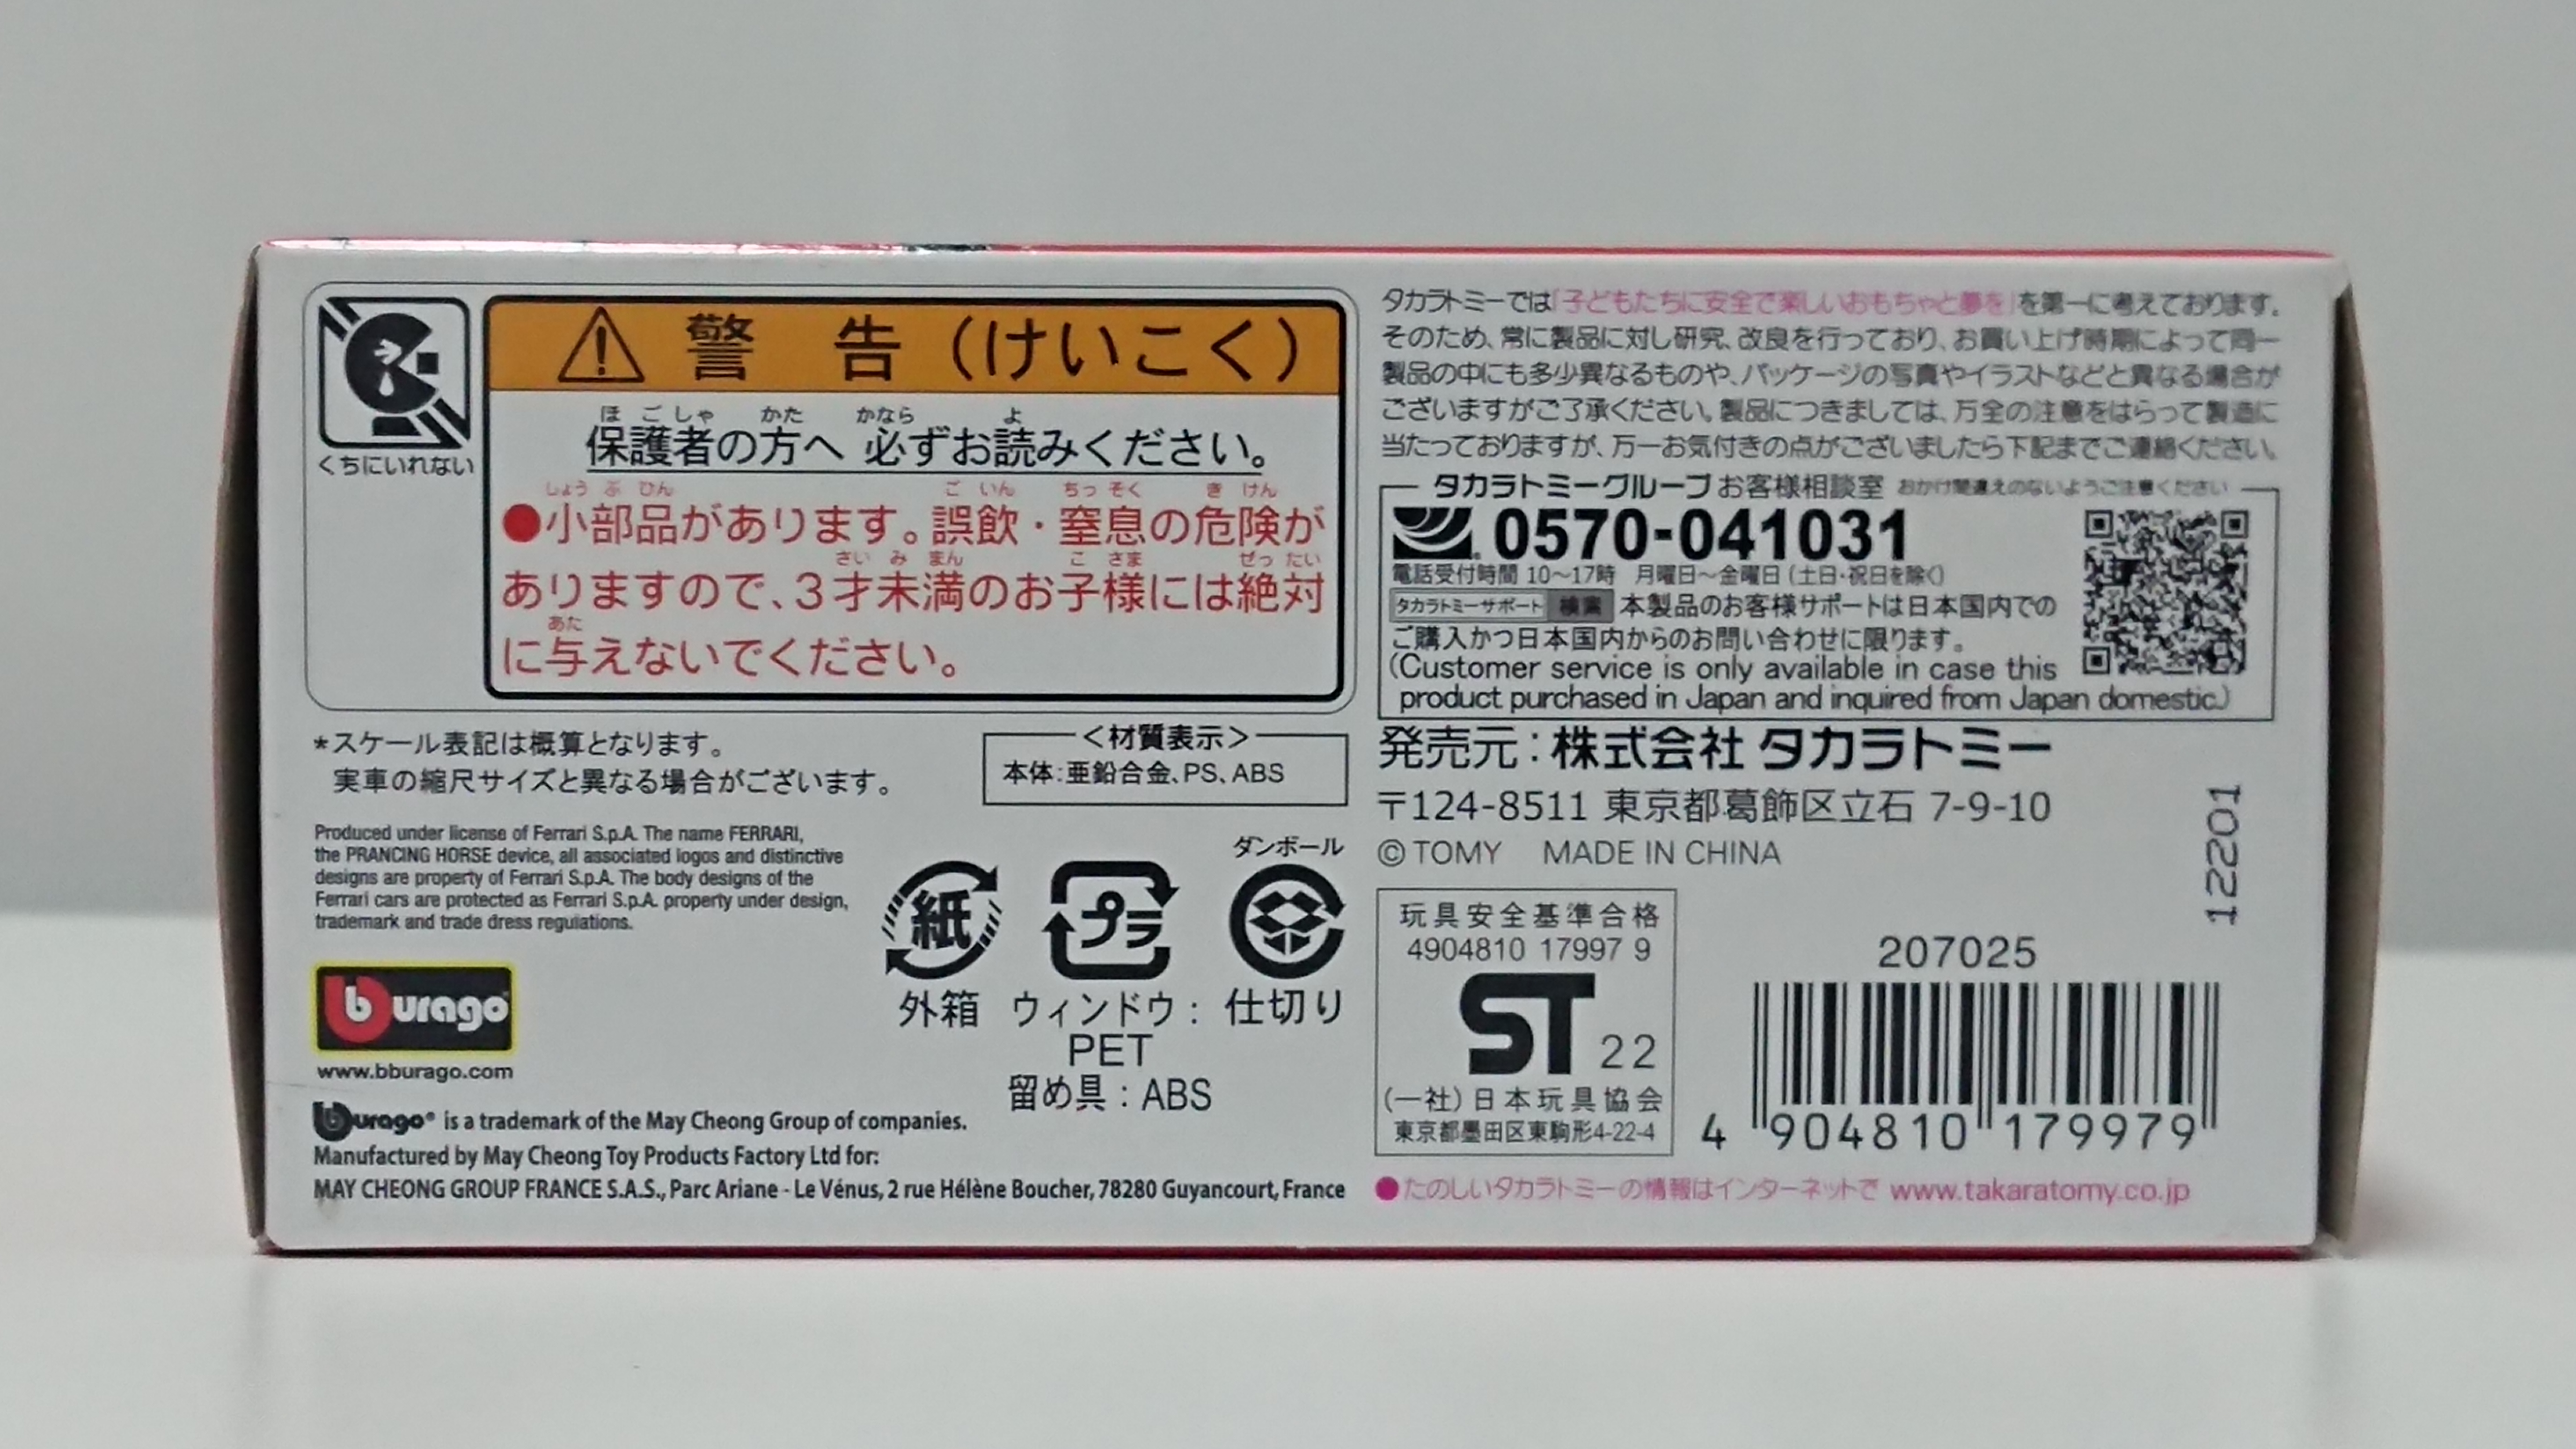 くちにいれない
警 告 (けいこく)
ほごしゃ かた かなら よ
保護者の方へ 必ずお読みください。
しょう ぶ ひん ご いん ちっ そく き けん
●小部品があります。誤飲・窒息の危険が
さい み まん こ さま ぜっ たい
ありますので、3才未満のお子様には絶対
あた
に与えないでください。
*スケール表記は概算となります。
実車の縮尺サイズと異なる場合がございます。
<材質表示>
本体:亜鉛合金、PS、ABS
Produced under license of Ferrari S.p.A. The name FERRARI,
the PRANCING HORSE device, all associated logos and distinctive
designs are property of Ferrari S.p.A. The body designs of the
Ferrari cars are protected as Ferrari S.p.A. property under design,
trademark and trade dress regulations.
ダンボール
紙 プラ
外箱 ウィンドウ: 仕切り
PET
留め具:ABS
burago
www.bburago.com
burago® is a trademark of the May Cheong Group of companies.
Manufactured by May Cheong Toy Products Factory Ltd for:
MAY CHEONG GROUP FRANCE S.A.S., Parc Ariane - Le Vénus, 2 rue Hélène Boucher, 78280 Guyancourt, France
タカラトミーでは「子どもたちに安全で楽しいおもちゃと夢を」を第一に考えております。
そのため、常に製品に対し研究、改良を行っており、お買い上げ時期によって同一
製品の中にも多少異なるものや、パッケージの写真やイラストなどと異なる場合が
ございますがご了承ください。製品につきましては、万全の注意をはらって製造に
当たっておりますが、万一お気付きの点がございましたら下記までご連絡ください。
タカラトミーグループお客様相談室 おかけ間違えのないようご注意ください
0570-041031
電話受付時間 10〜17時 月曜日〜金曜日(土日・祝日を除く)
タカラトミーサポート 検索 本製品のお客様サポートは日本国内での
ご購入かつ日本国内からのお問い合わせに限ります。
(Customer service is only available in case this
product purchased in Japan and inquired from Japan domestic.)
発売元:株式会社 タカラトミー
〒124-8511 東京都葛飾区立石 7-9-10
© TOMY MADE IN CHINA
12201
玩具安全基準合格
4904810 17997 9
ST 22
(一社)日本玩具協会
東京都墨田区東駒形4-22-4
207025
4 904810 179979
●たのしいタカラトミーの情報はインターネットで www.takaratomy.co.jp